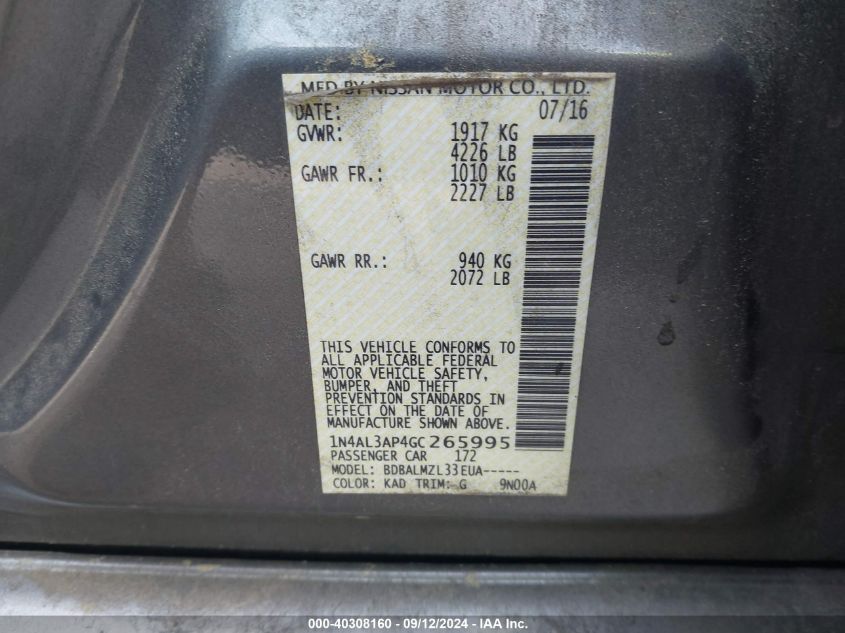 MFD BY NISSAN MOTOR CO., LTD.
DATE: 07/16
GVWR: 1917 KG
4226 LB
GAWR FR.: 1010 KG
2227 LB
GAWR RR.: 940 KG
2072 LB
THIS VEHICLE CONFORMS TO
ALL APPLICABLE FEDERAL
MOTOR VEHICLE SAFETY,
BUMPER, AND THEFT
PREVENTION STANDARDS IN
EFFECT ON THE DATE OF
MANUFACTURE SHOWN ABOVE.
1N4AL3AP4GC265995
PASSENGER CAR 172
MODEL: BDBALMZL33EUA-----
COLOR: KAD TRIM: G 9N00A
000-40308160 - 09/12/2024 - IAA Inc.